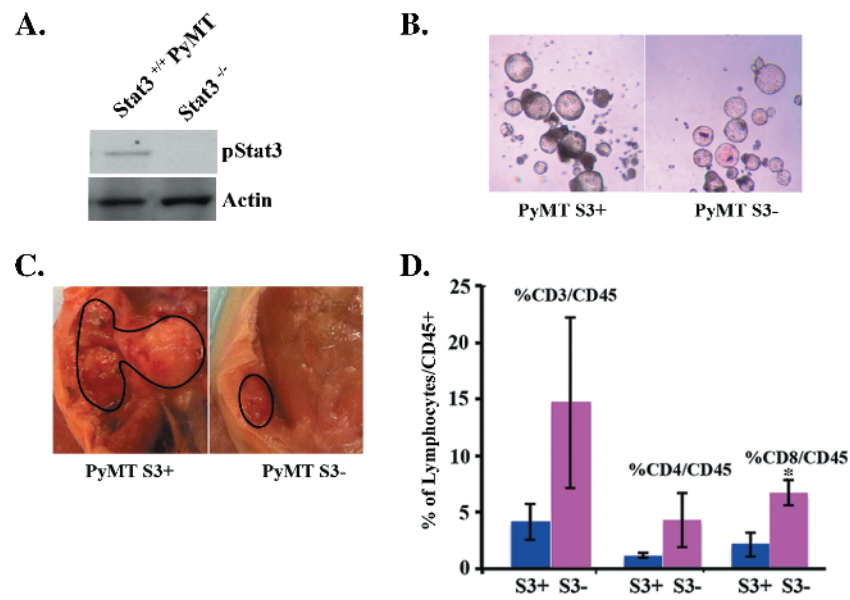 A.
Stat3 +/+ PyMT
Stat3 -/-
pStat3
Actin
B.
PyMT S3+
PyMT S3-
C.
PyMT S3+
PyMT S3-
D.
% of Lymphocytes/CD45+
25
20
15
10
5
0
%CD3/CD45
%CD4/CD45
%CD8/CD45
*
S3+ S3- S3+ S3- S3+ S3-